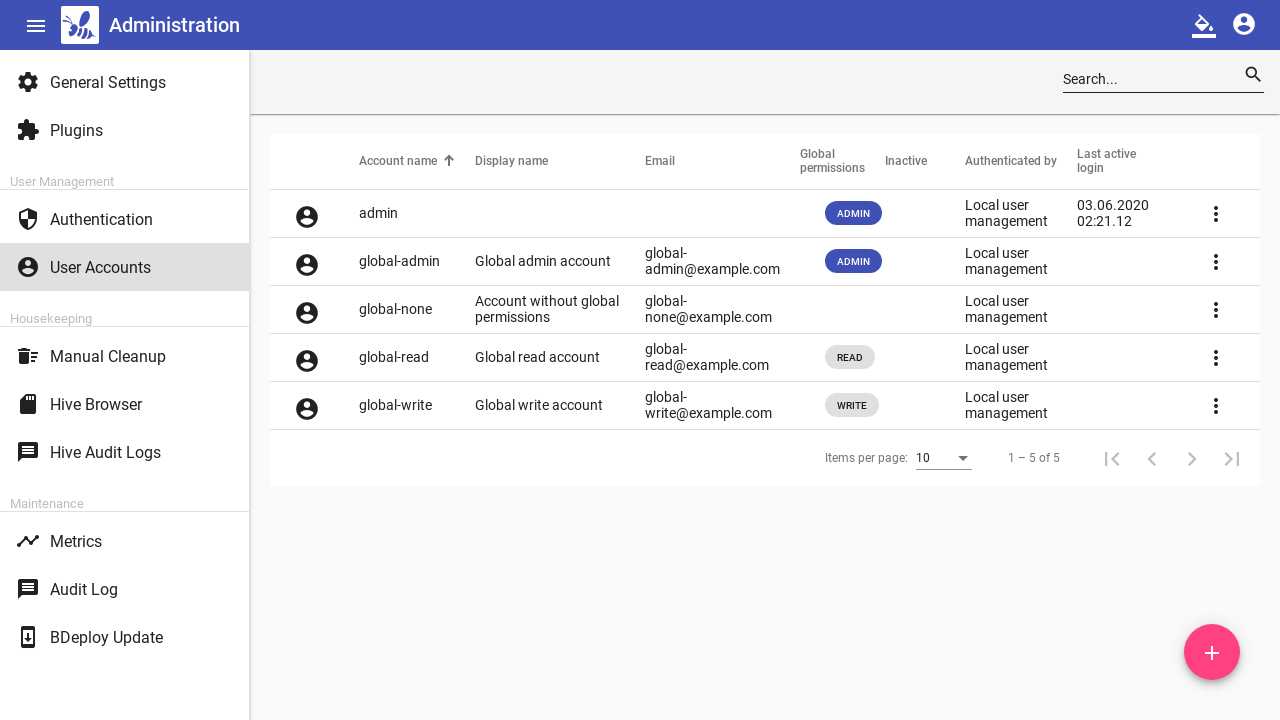 Administration
General Settings
Plugins
User Management
Authentication
User Accounts
Housekeeping
Manual Cleanup
Hive Browser
Hive Audit Logs
Maintenance
Metrics
Audit Log
BDeploy Update
Search...
Account name Display name Email Global permissions Inactive Authenticated by Last active login
admin ADMIN Local user management 03.06.2020 02:21.12
global-admin Global admin account global-admin@example.com ADMIN Local user management
global-none Account without global permissions global-none@example.com Local user management
global-read Global read account global-read@example.com READ Local user management
global-write Global write account global-write@example.com WRITE Local user management
Items per page: 10 1 – 5 of 5